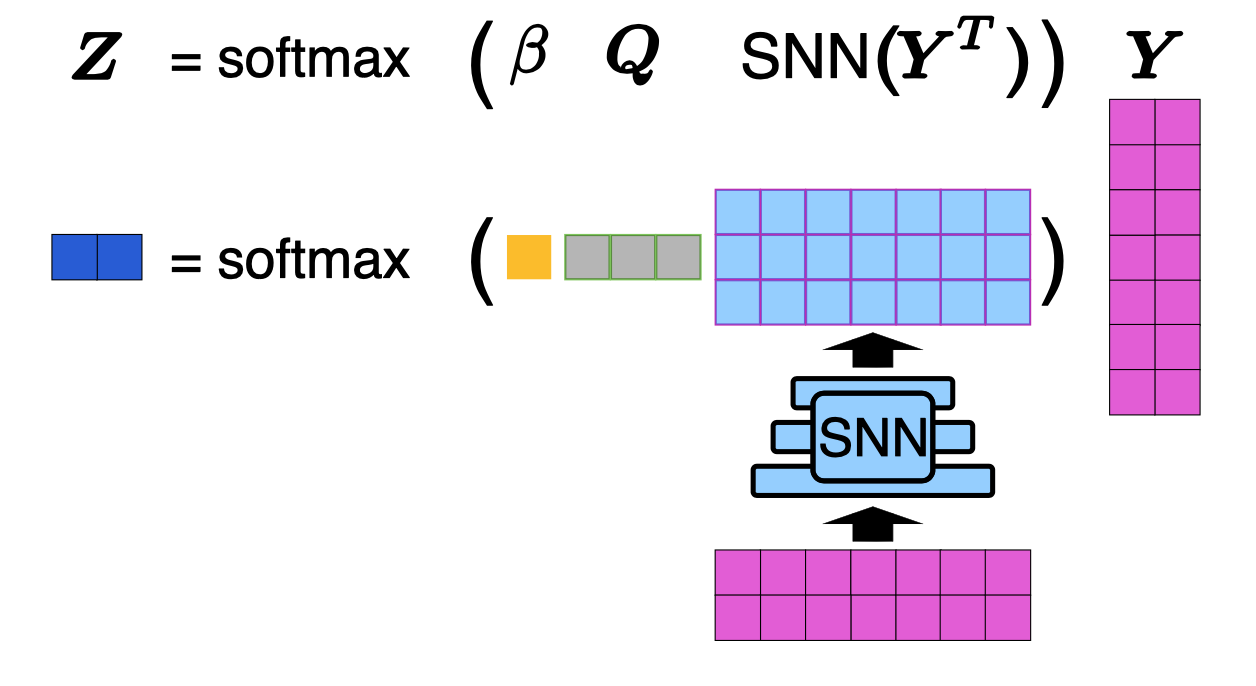 Z = softmax ( β Q SNN(Y^T) ) Y
= softmax ( )
SNN